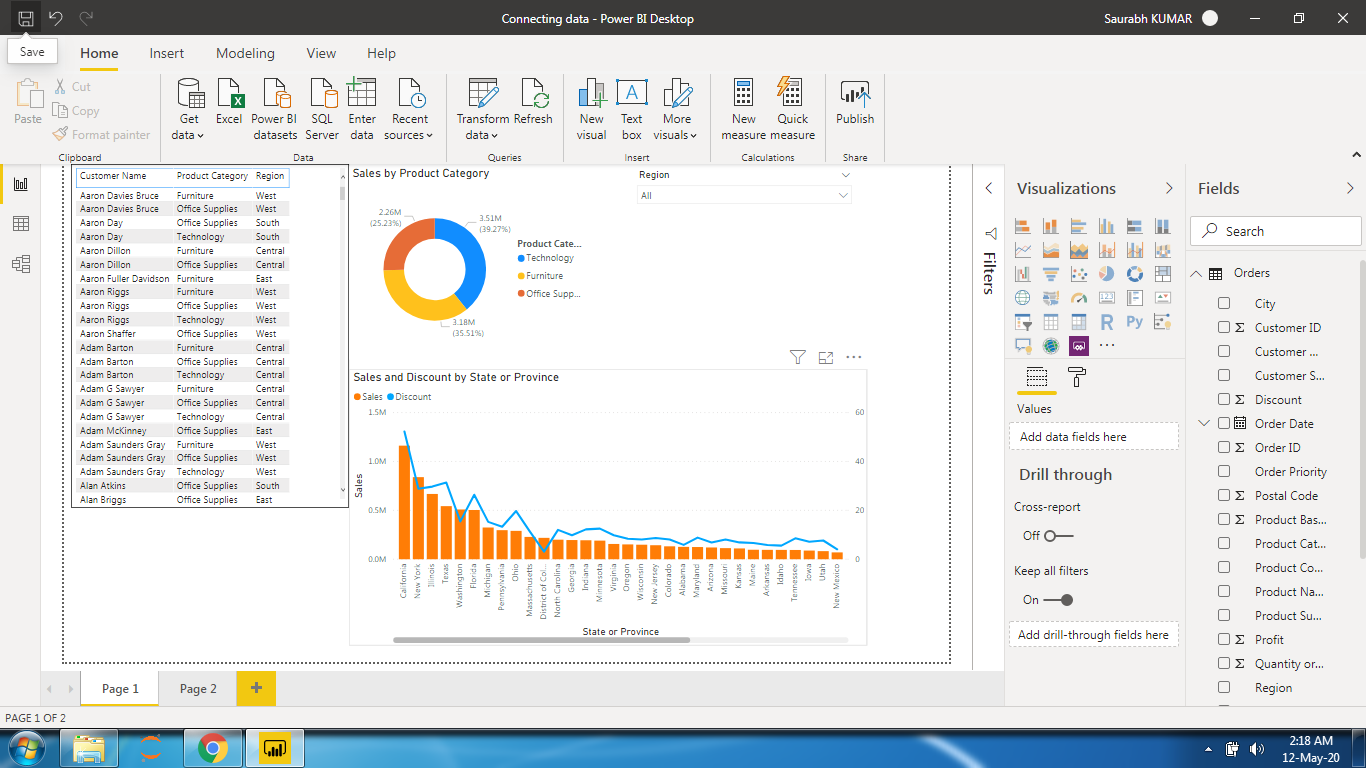 Connecting data - Power BI Desktop
Saurabh KUMAR
Save
Home Insert Modeling View Help
Paste
Cut
Copy
Format painter
Clipboard
Get data
Excel
Power BI datasets
SQL Server
Enter data
Recent sources
Data
Transform data
Refresh
Queries
New visual
Text box
More visuals
Insert
New measure
Quick measure
Calculations
Publish
Share
Customer Name Product Category Region
Aaron Davies Bruce Furniture West
Aaron Davies Bruce Office Supplies West
Aaron Day Office Supplies South
Aaron Day Technology South
Aaron Dillon Furniture Central
Aaron Dillon Office Supplies Central
Aaron Fuller Davidson Furniture East
Aaron Riggs Furniture West
Aaron Riggs Office Supplies West
Aaron Riggs Technology West
Aaron Shaffer Office Supplies West
Adam Barton Furniture Central
Adam Barton Office Supplies Central
Adam Barton Technology Central
Adam G Sawyer Furniture Central
Adam G Sawyer Office Supplies Central
Adam G Sawyer Technology Central
Adam McKinney Office Supplies East
Adam Saunders Gray Furniture West
Adam Saunders Gray Office Supplies West
Adam Saunders Gray Technology West
Alan Atkins Office Supplies South
Alan Briggs Office Supplies East
Sales by Product Category
2.26M
(25.23%)
3.51M
(39.27%)
3.18M
(35.51%)
Product Cate...
Technology
Furniture
Office Supp...
Region
All
Sales and Discount by State or Province
Sales Discount
1.5M
1.0M
0.5M
0.0M
Sales
60
40
20
0
California
New York
Illinois
Texas
Washington
Florida
Michigan
Pennsylvania
Ohio
Massachusetts
District of Col...
North Carolina
Georgia
Indiana
Minnesota
Virginia
Oregon
Wisconsin
New Jersey
Colorado
Alabama
Maryland
Arizona
Missouri
Kansas
Maine
Arkansas
Idaho
Tennessee
Iowa
Utah
New Mexico
State or Province
Filters
Visualizations
R
Py
123
Values
Add data fields here
Drill through
Cross-report
Off
Keep all filters
On
Add drill-through fields here
Fields
Search
Orders
City
Customer ID
Customer ...
Customer S...
Discount
Order Date
Order ID
Order Priority
Postal Code
Product Bas...
Product Cat...
Product Co...
Product Na...
Product Su...
Profit
Quantity or...
Region
Page 1 Page 2
PAGE 1 OF 2
2:18 AM
12-May-20